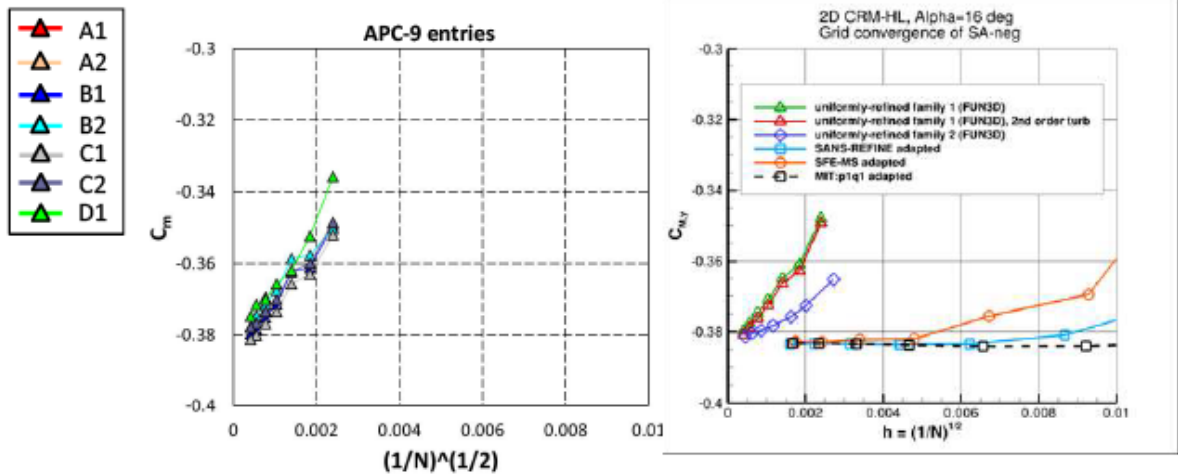 A1
A2
B1
B2
C1
C2
D1
APC-9 entries
-0.3
-0.32
-0.34
-0.36
-0.38
-0.4
Cm
0
0.002
0.004
0.006
0.008
0.01
(1/N)^(1/2)
2D CRM-HL, Alpha=16 deg
Grid convergence of SA-neg
uniformly-refined family 1 (FUN3D)
uniformly-refined family 1 (FUN3D), 2nd order turb
uniformly-refined family 2 (FUN3D)
SANS-REFINE adapted
SFE-MS adapted
MIT:p1q1 adapted
-0.3
-0.32
-0.34
-0.36
-0.38
-0.4
CM,y
0
0.002
0.004
0.006
0.008
0.01
h = (1/N)1/2